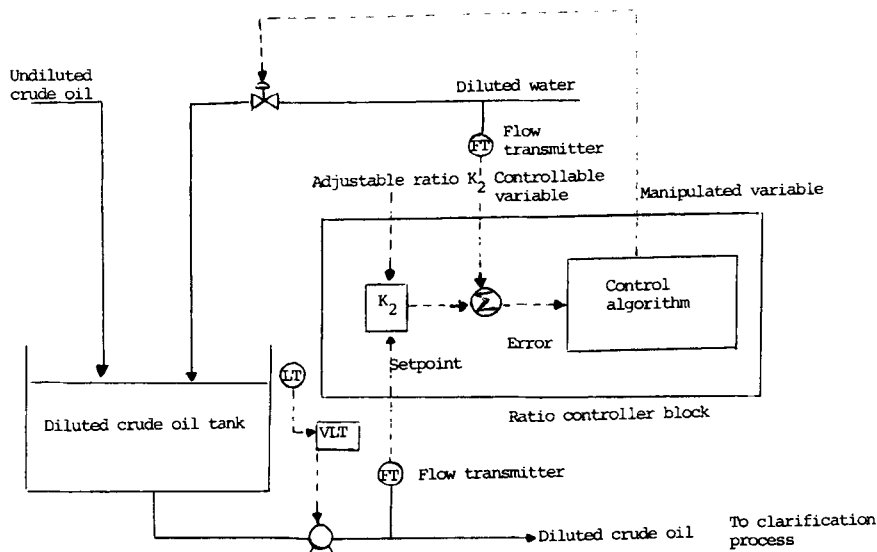 Undiluted
crude oil
Diluted water
FT
Flow
transmitter
Adjustable ratio K2
Controllable
variable
Manipulated variable
K2
Σ
Control
algorithm
Error
Setpoint
Ratio controller block
LT
VLT
Diluted crude oil tank
FT
Flow transmitter
Diluted crude oil
To clarification
process